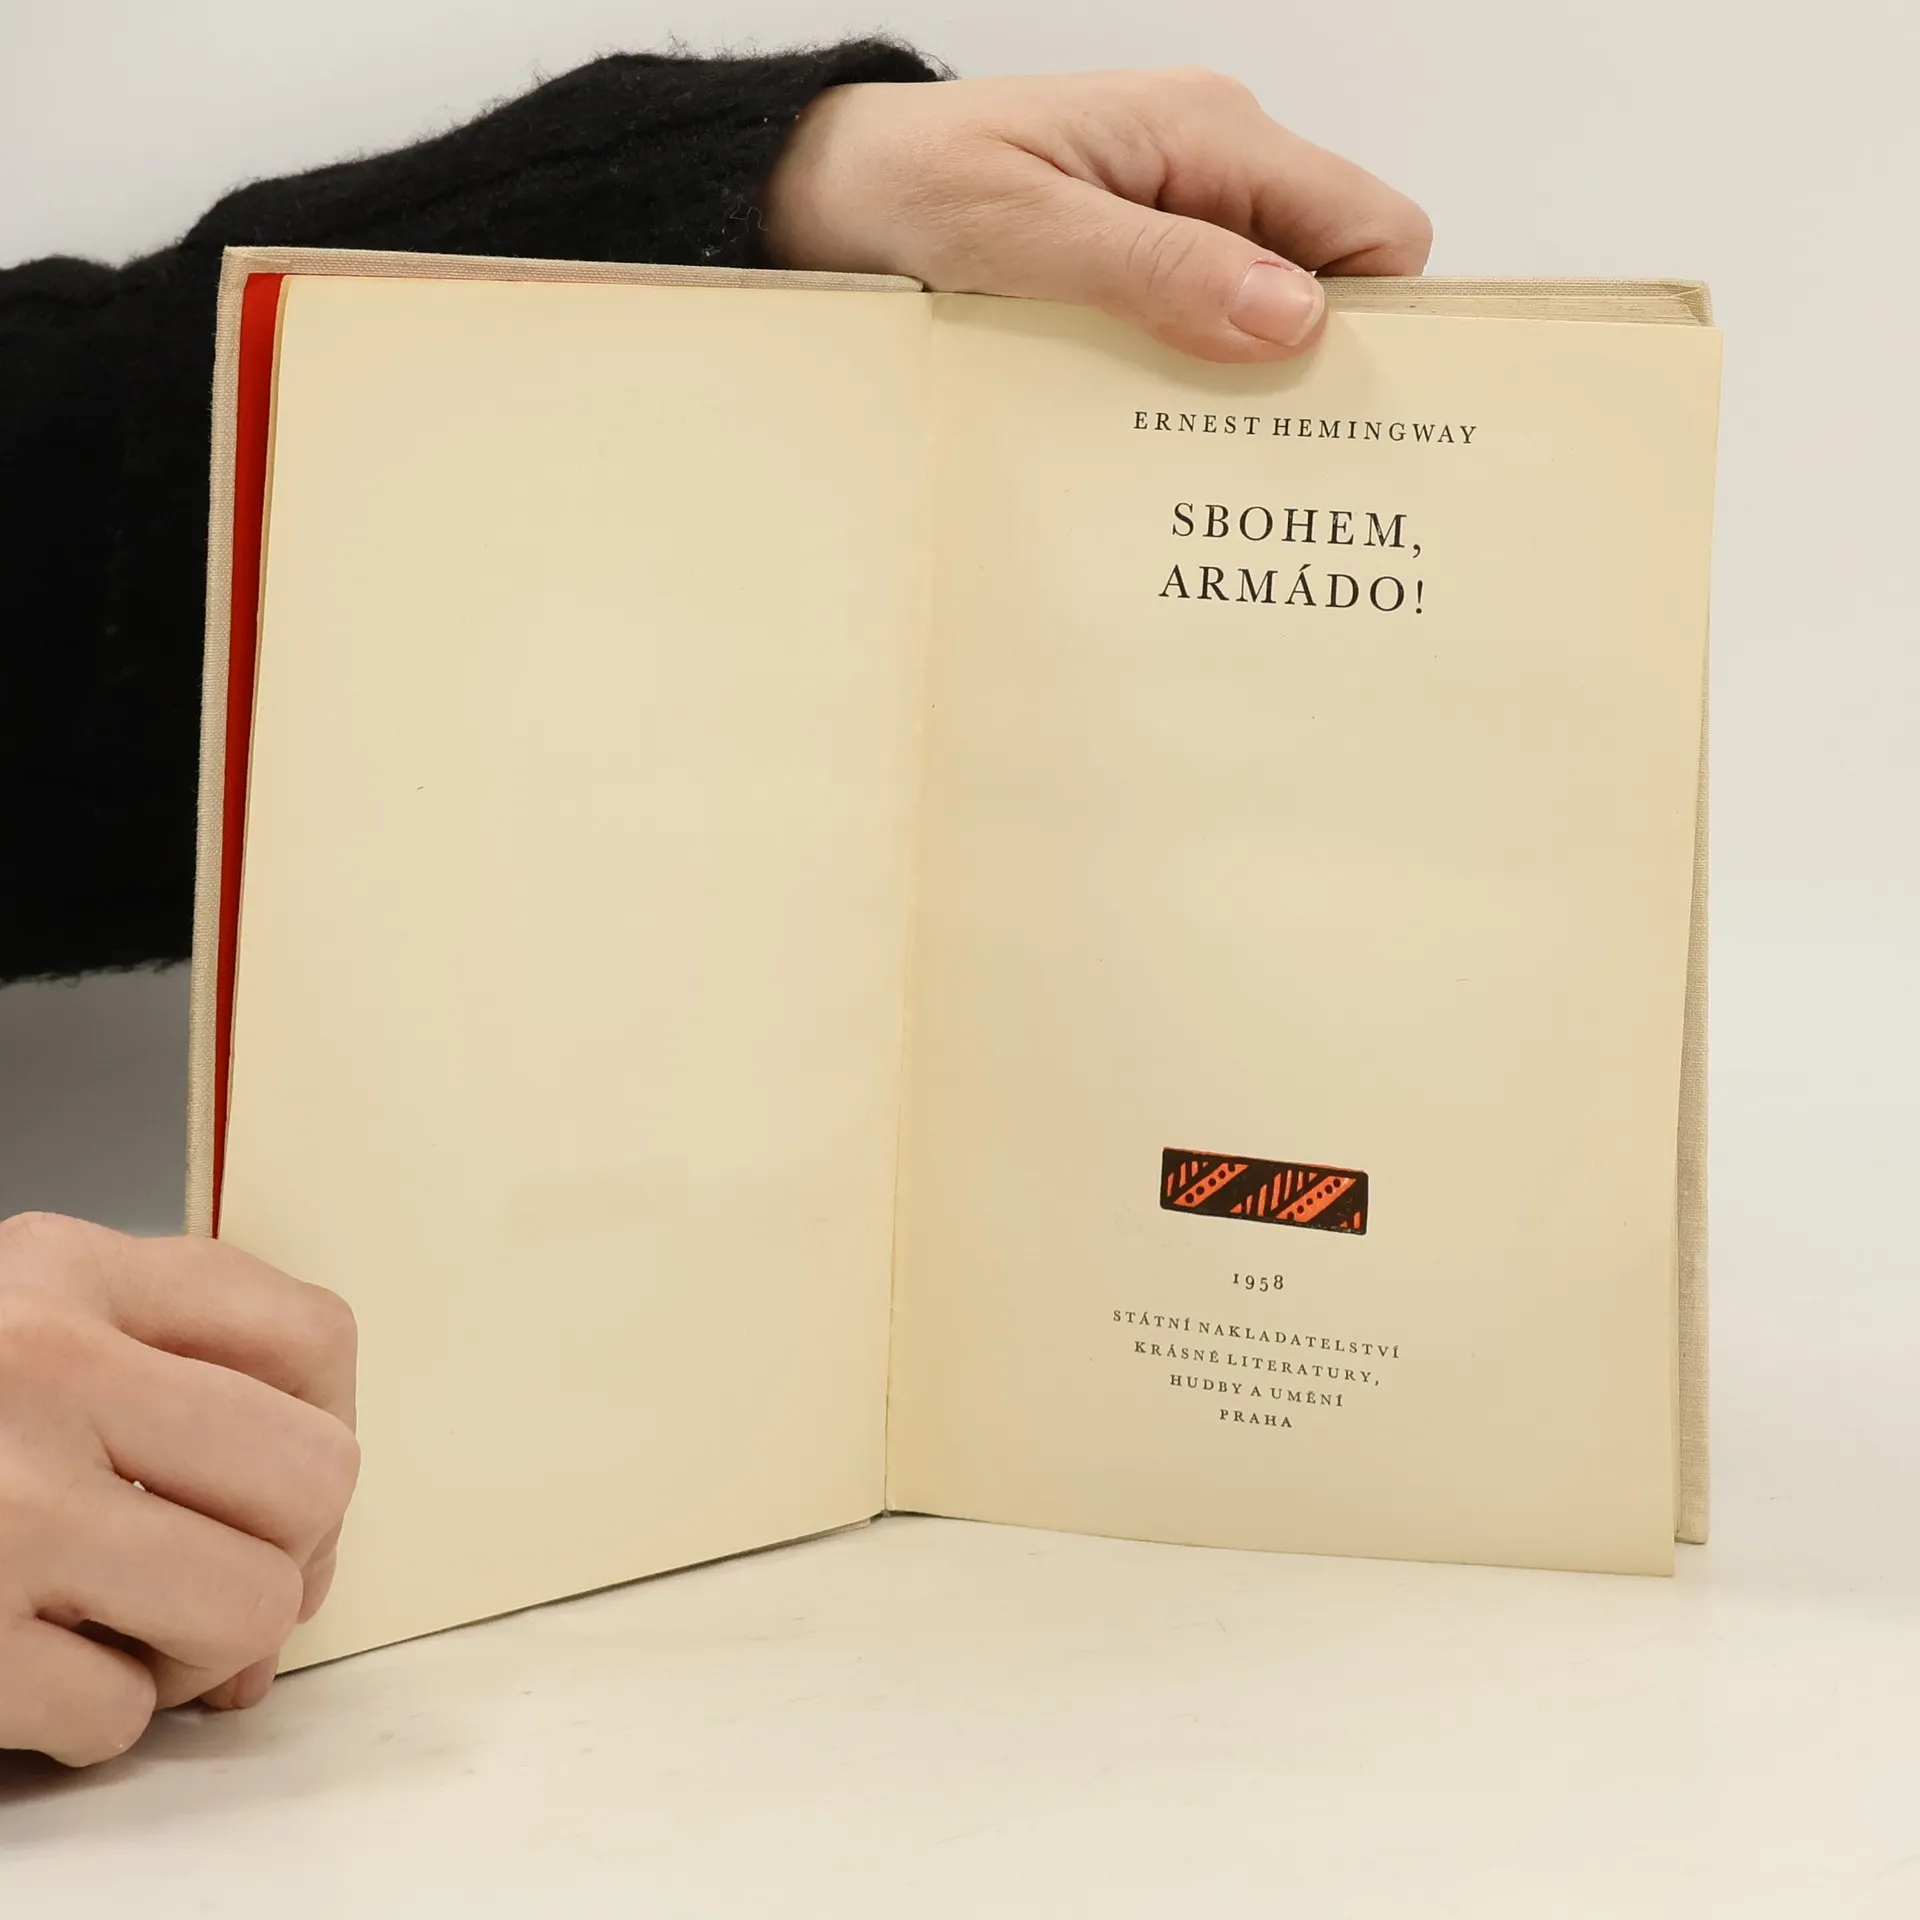 ERNEST HEMINGWAY
SBOHEM,
ARMÁDO!
1958
STÁTNÍ NAKLADATELSTVÍ
KRÁSNÉ LITERATURY,
HUDBY A UMĚNÍ
PRAHA